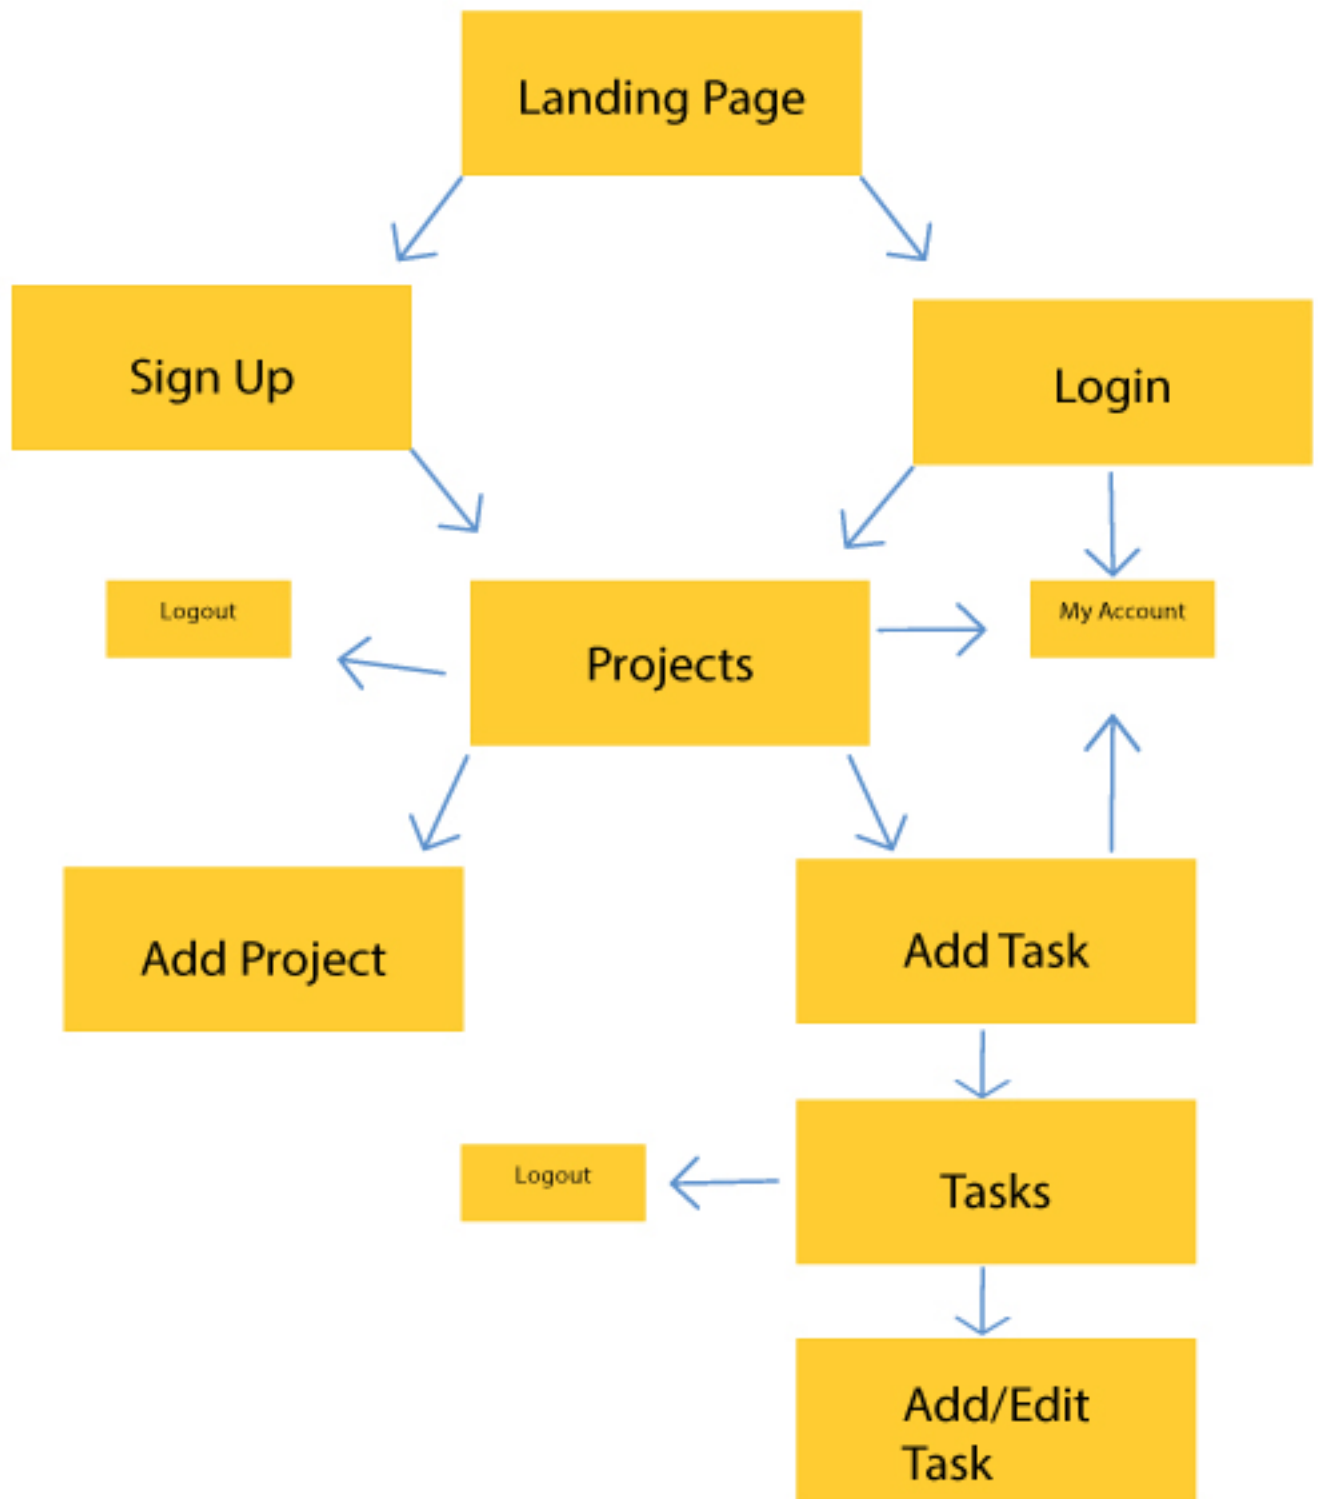 Landing Page
Sign Up
Login
Logout
Projects
My Account
Add Project
Add Task
Logout
Tasks
Add/Edit
Task